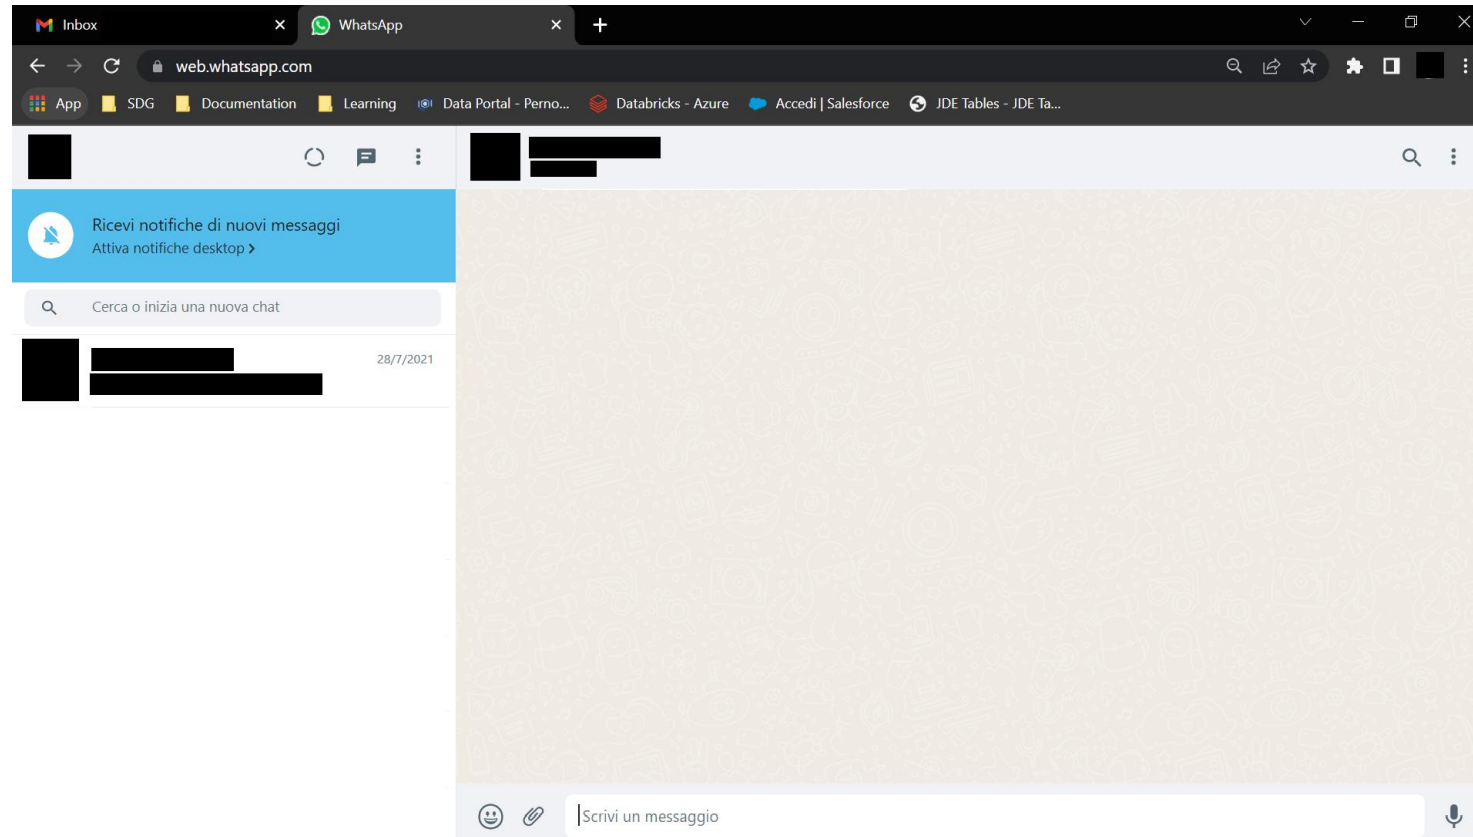 Inbox
WhatsApp
web.whatsapp.com
App
SDG
Documentation
Learning
Data Portal - Perno...
Databricks - Azure
Accedi | Salesforce
JDE Tables - JDE Ta...
Ricevi notifiche di nuovi messaggi
Attiva notifiche desktop >
Cerca o inizia una nuova chat
28/7/2021
Scrivi un messaggio